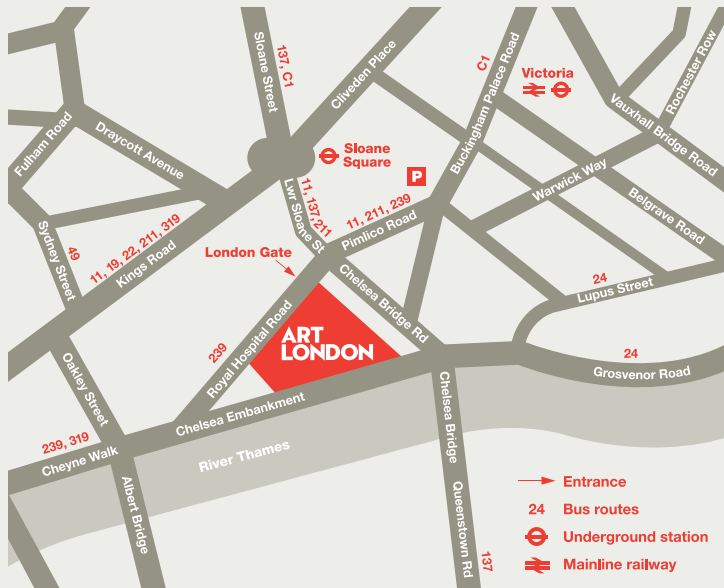 Sloane Street
137, C1
Cliveden Place
C1
Buckingham Palace Road
Victoria
Rochester Row
Vauxhall Bridge Road
Fulham Road
Draycott Avenue
Sloane
Square
P
Warwick Way
Belgrave Road
11, 137, 211
Lwr Sloane St
11, 211, 239
Pimlico Road
Sydney Street
49
11, 19, 22, 211, 319
Kings Road
London Gate
Chelsea Bridge Rd
24
Lupus Street
239
Royal Hospital Road
ART
LONDON
24
Grosvenor Road
Oakley Street
Chelsea Embankment
Chelsea Bridge
239, 319
Cheyne Walk
River Thames
Albert Bridge
Queenstown Rd
137
Entrance
24 Bus routes
Underground station
Mainline railway